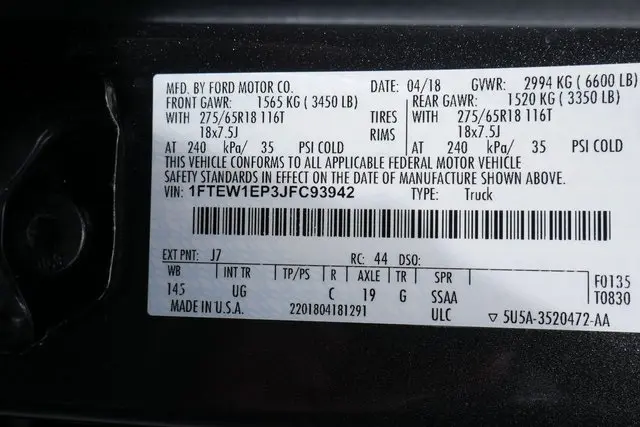 MFD. BY FORD MOTOR CO. DATE: 04/18 GVWR: 2994 KG ( 6600 LB)
FRONT GAWR: 1565 KG ( 3450 LB) REAR GAWR: 1520 KG ( 3350 LB)
WITH 275/65R18 116T TIRES WITH 275/65R18 116T
18x7.5J RIMS 18x7.5J
AT 240 kPa/ 35 PSI COLD AT 240 kPa/ 35 PSI COLD
THIS VEHICLE CONFORMS TO ALL APPLICABLE FEDERAL MOTOR VEHICLE
SAFETY STANDARDS IN EFFECT ON THE DATE OF MANUFACTURE SHOWN ABOVE.
VIN: 1FTEW1EP3JFC93942 TYPE: Truck
EXT PNT: J7 RC: 44 DSO:
WB INT TR TP/PS R AXLE TR SPR F0135
145 UG C 19 G SSAA T0830
MADE IN U.S.A. 2201804181291 ULC ▽ 5U5A-3520472-AA